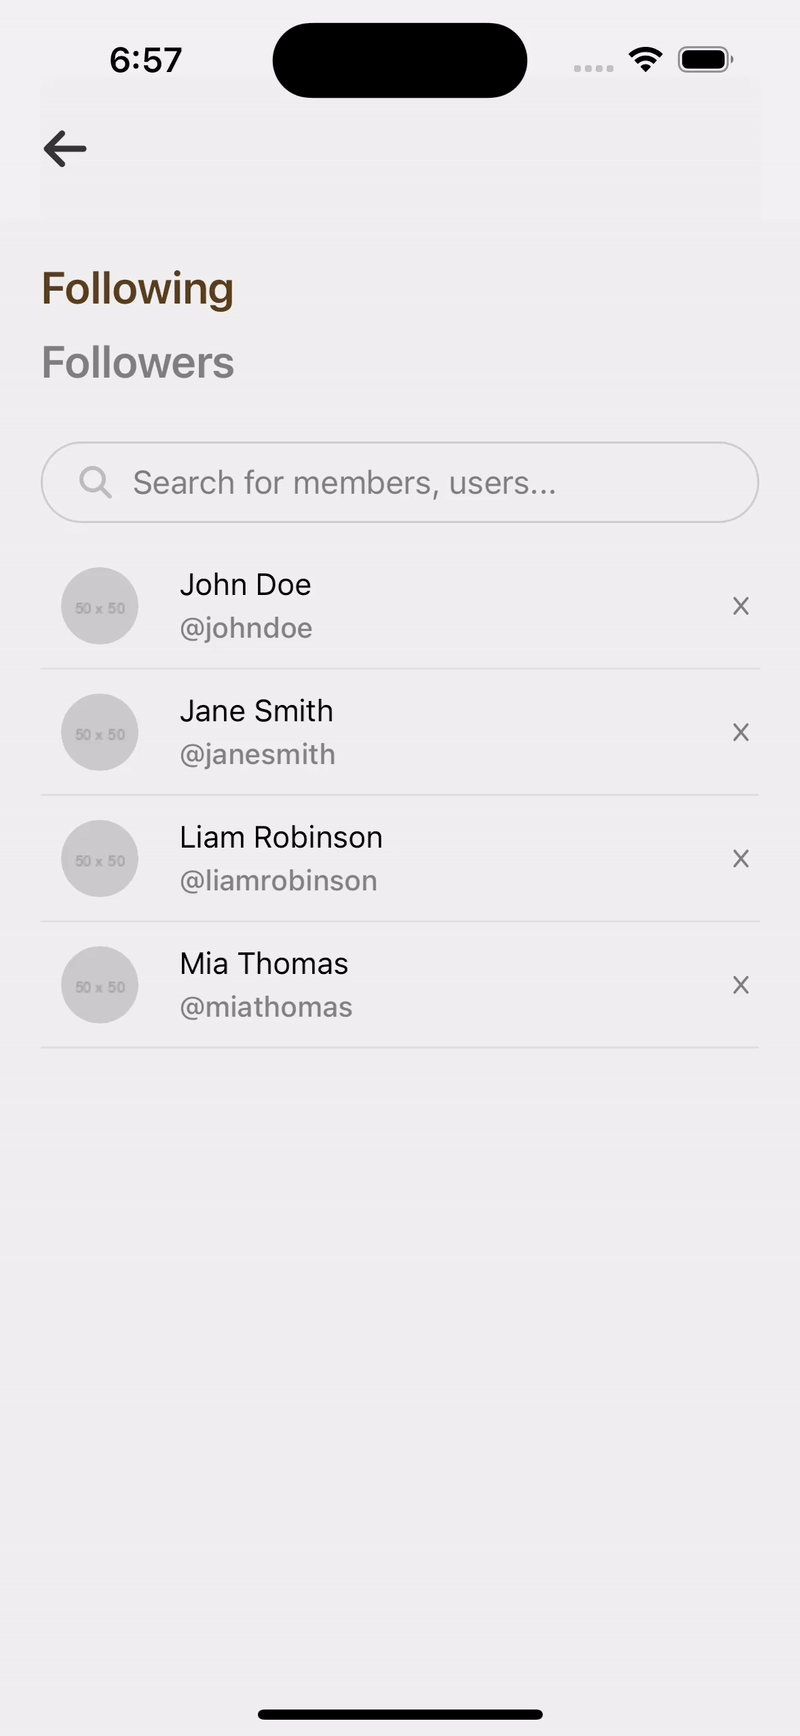 6:57
Following
Followers
Search for members, users...
50 x 50
John Doe
@johndoe
X
50 x 50
Jane Smith
@janesmith
X
50 x 50
Liam Robinson
@liamrobinson
X
50 x 50
Mia Thomas
@miathomas
X